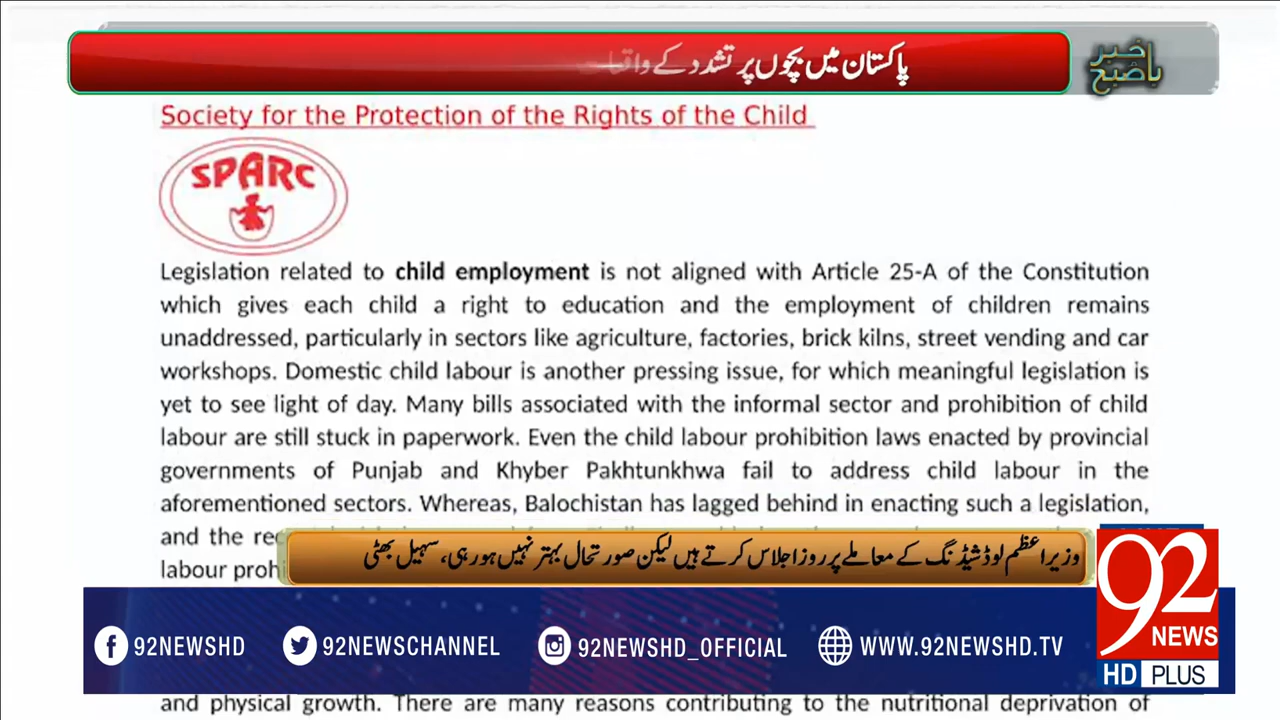 پاکستان میں بچوں پر تشدد کے واقعات
خبر
باصبح
Society for the Protection of the Rights of the Child
SPARC
Legislation related to child employment is not aligned with Article 25-A of the Constitution
which gives each child a right to education and the employment of children remains
unaddressed, particularly in sectors like agriculture, factories, brick kilns, street vending and car
workshops. Domestic child labour is another pressing issue, for which meaningful legislation is
yet to see light of day. Many bills associated with the informal sector and prohibition of child
labour are still stuck in paperwork. Even the child labour prohibition laws enacted by provincial
governments of Punjab and Khyber Pakhtunkhwa fail to address child labour in the
aforementioned sectors. Whereas, Balochistan has lagged behind in enacting such a legislation,
and the rec
labour prohi
وزیراعظم لوڈشیڈنگ کے معاملے پر روز اجلاس کرتے ہیں لیکن صورتحال بہتر نہیں ہو رہی، سہیل بھٹی
92NEWSHD
92NEWSCHANNEL
92NEWSHD_OFFICIAL
WWW.92NEWSHD.TV
92
NEWS
HD PLUS
and physical growth. There are many reasons contributing to the nutritional deprivation of